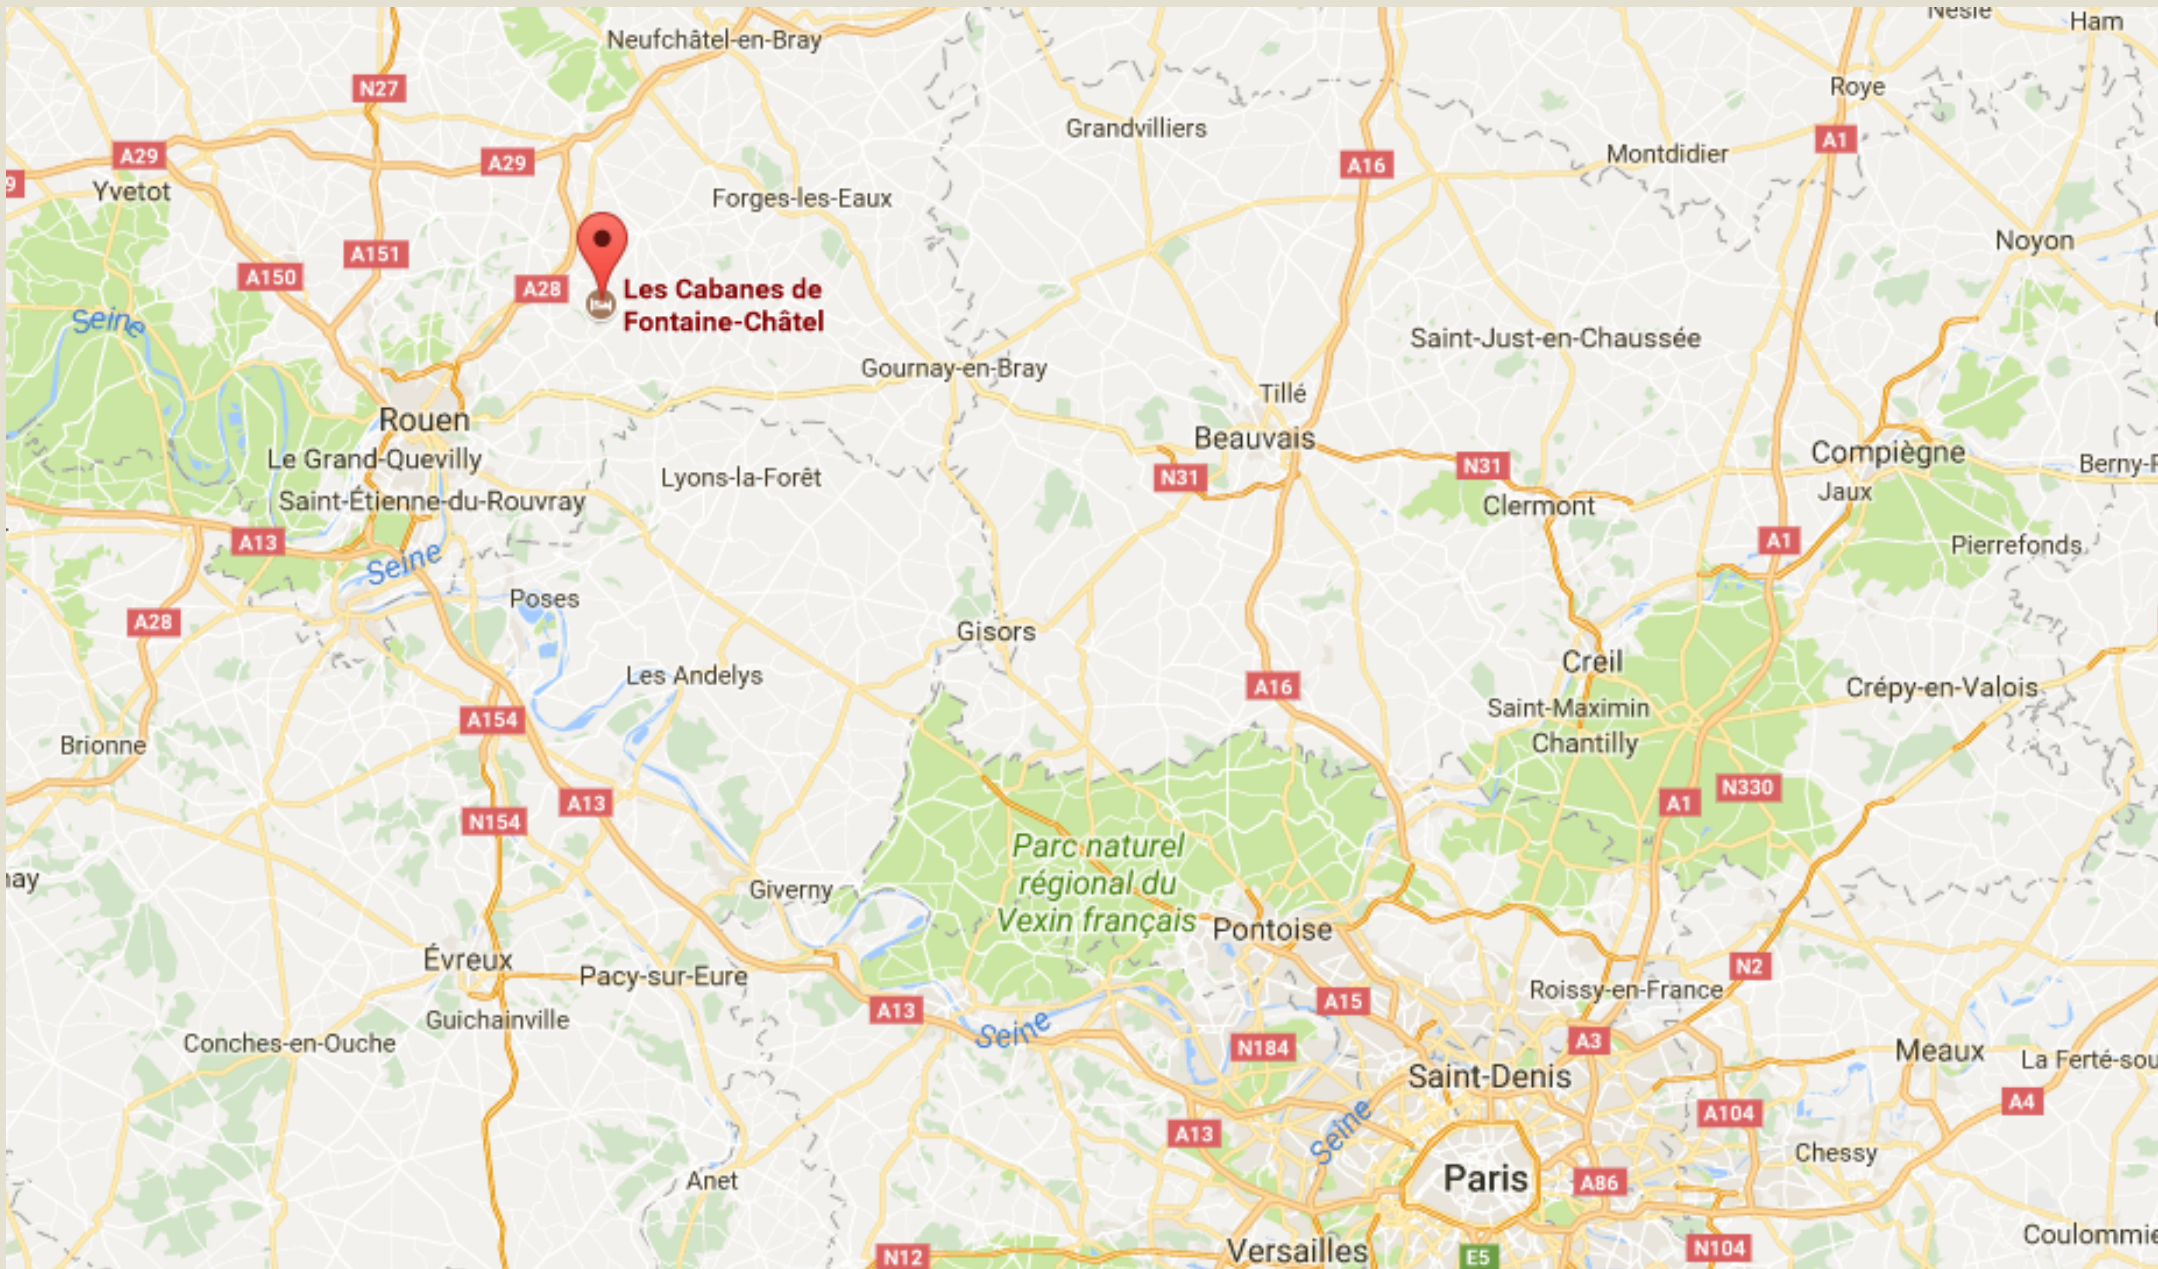 Nesle
Ham
Neufchâtel-en-Bray
N27
Roye
Grandvilliers
A1
A29
A29
A16
Montdidier
9
Yvetot
Forges-les-Eaux
Noyon
A151
A150
A28
Les Cabanes de
Fontaine-Châtel
Seine
Saint-Just-en-Chaussée
Gournay-en-Bray
Tillé
Rouen
Beauvais
Compiègne
Le Grand-Quevilly
N31
N31
Berny-R
Lyons-la-Forêt
Jaux
Saint-Étienne-du-Rouvray
Clermont
A13
A1
Pierrefonds
Seine
Poses
A28
Gisors
Creil
Les Andelys
A16
Crépy-en-Valois
Saint-Maximin
A154
Brionne
Chantilly
N330
A13
A1
N154
Parc naturel
régional du
Vexin français
nay
Giverny
Pontoise
Évreux
N2
Pacy-sur-Eure
Roissy-en-France
A15
A13
Guichainville
Seine
A3
Conches-en-Ouche
N184
Meaux
La Ferté-sou
Saint-Denis
A4
A104
Seine
A13
Chessy
Anet
Paris
A86
Coulommie
Versailles
N12
E5
N104